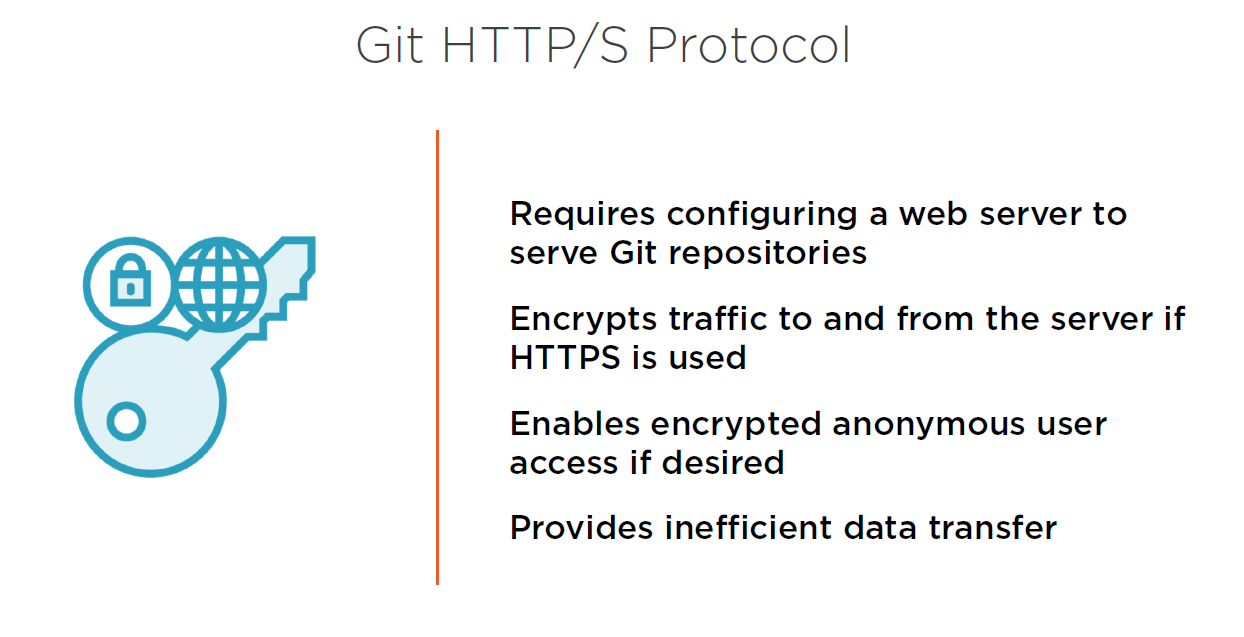 Git HTTP/S Protocol
Requires configuring a web server to
serve Git repositories
Encrypts traffic to and from the server if
HTTPS is used
Enables encrypted anonymous user
access if desired
Provides inefficient data transfer